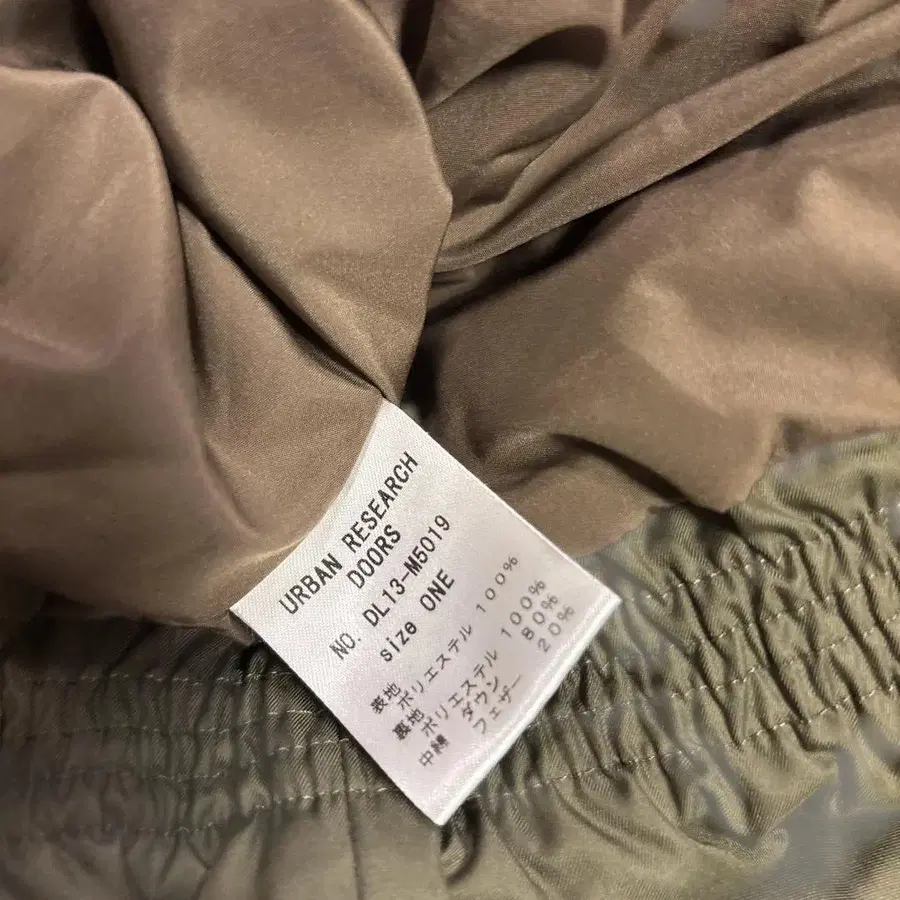 URBAN RESEARCH
DOORS
NO. DL13-M5019
size ONE
表地 ポリエステル 100%
裏地 ポリエステル 100%
中綿 ダウン 80%
フェザー 20%